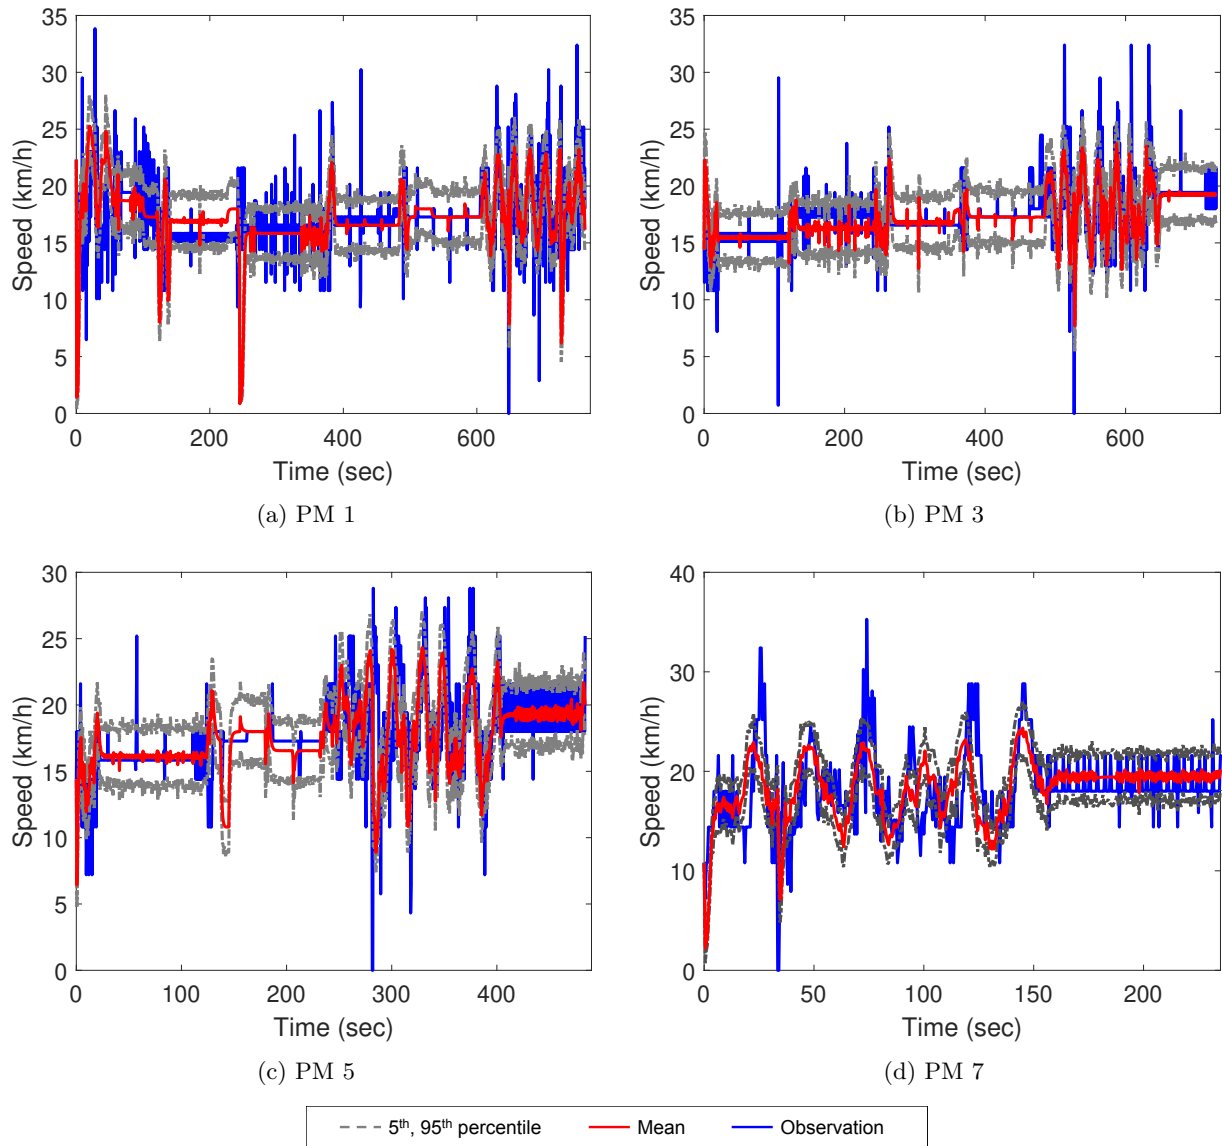 35
30
25
20
15
10
5
0
Speed (km/h)
0 200 400 600
Time (sec)
(a) PM 1
35
30
25
20
15
10
5
0
Speed (km/h)
0 200 400 600
Time (sec)
(b) PM 3
30
25
20
15
10
5
0
Speed (km/h)
0 100 200 300 400
Time (sec)
(c) PM 5
40
30
20
10
0
Speed (km/h)
0 50 100 150 200
Time (sec)
(d) PM 7
5th, 95th percentile Mean Observation